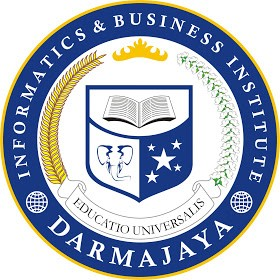 INFORMATICS & BUSINESS INSTITUTE
EDUCATIO UNIVERSALIS
DARMAJAYA